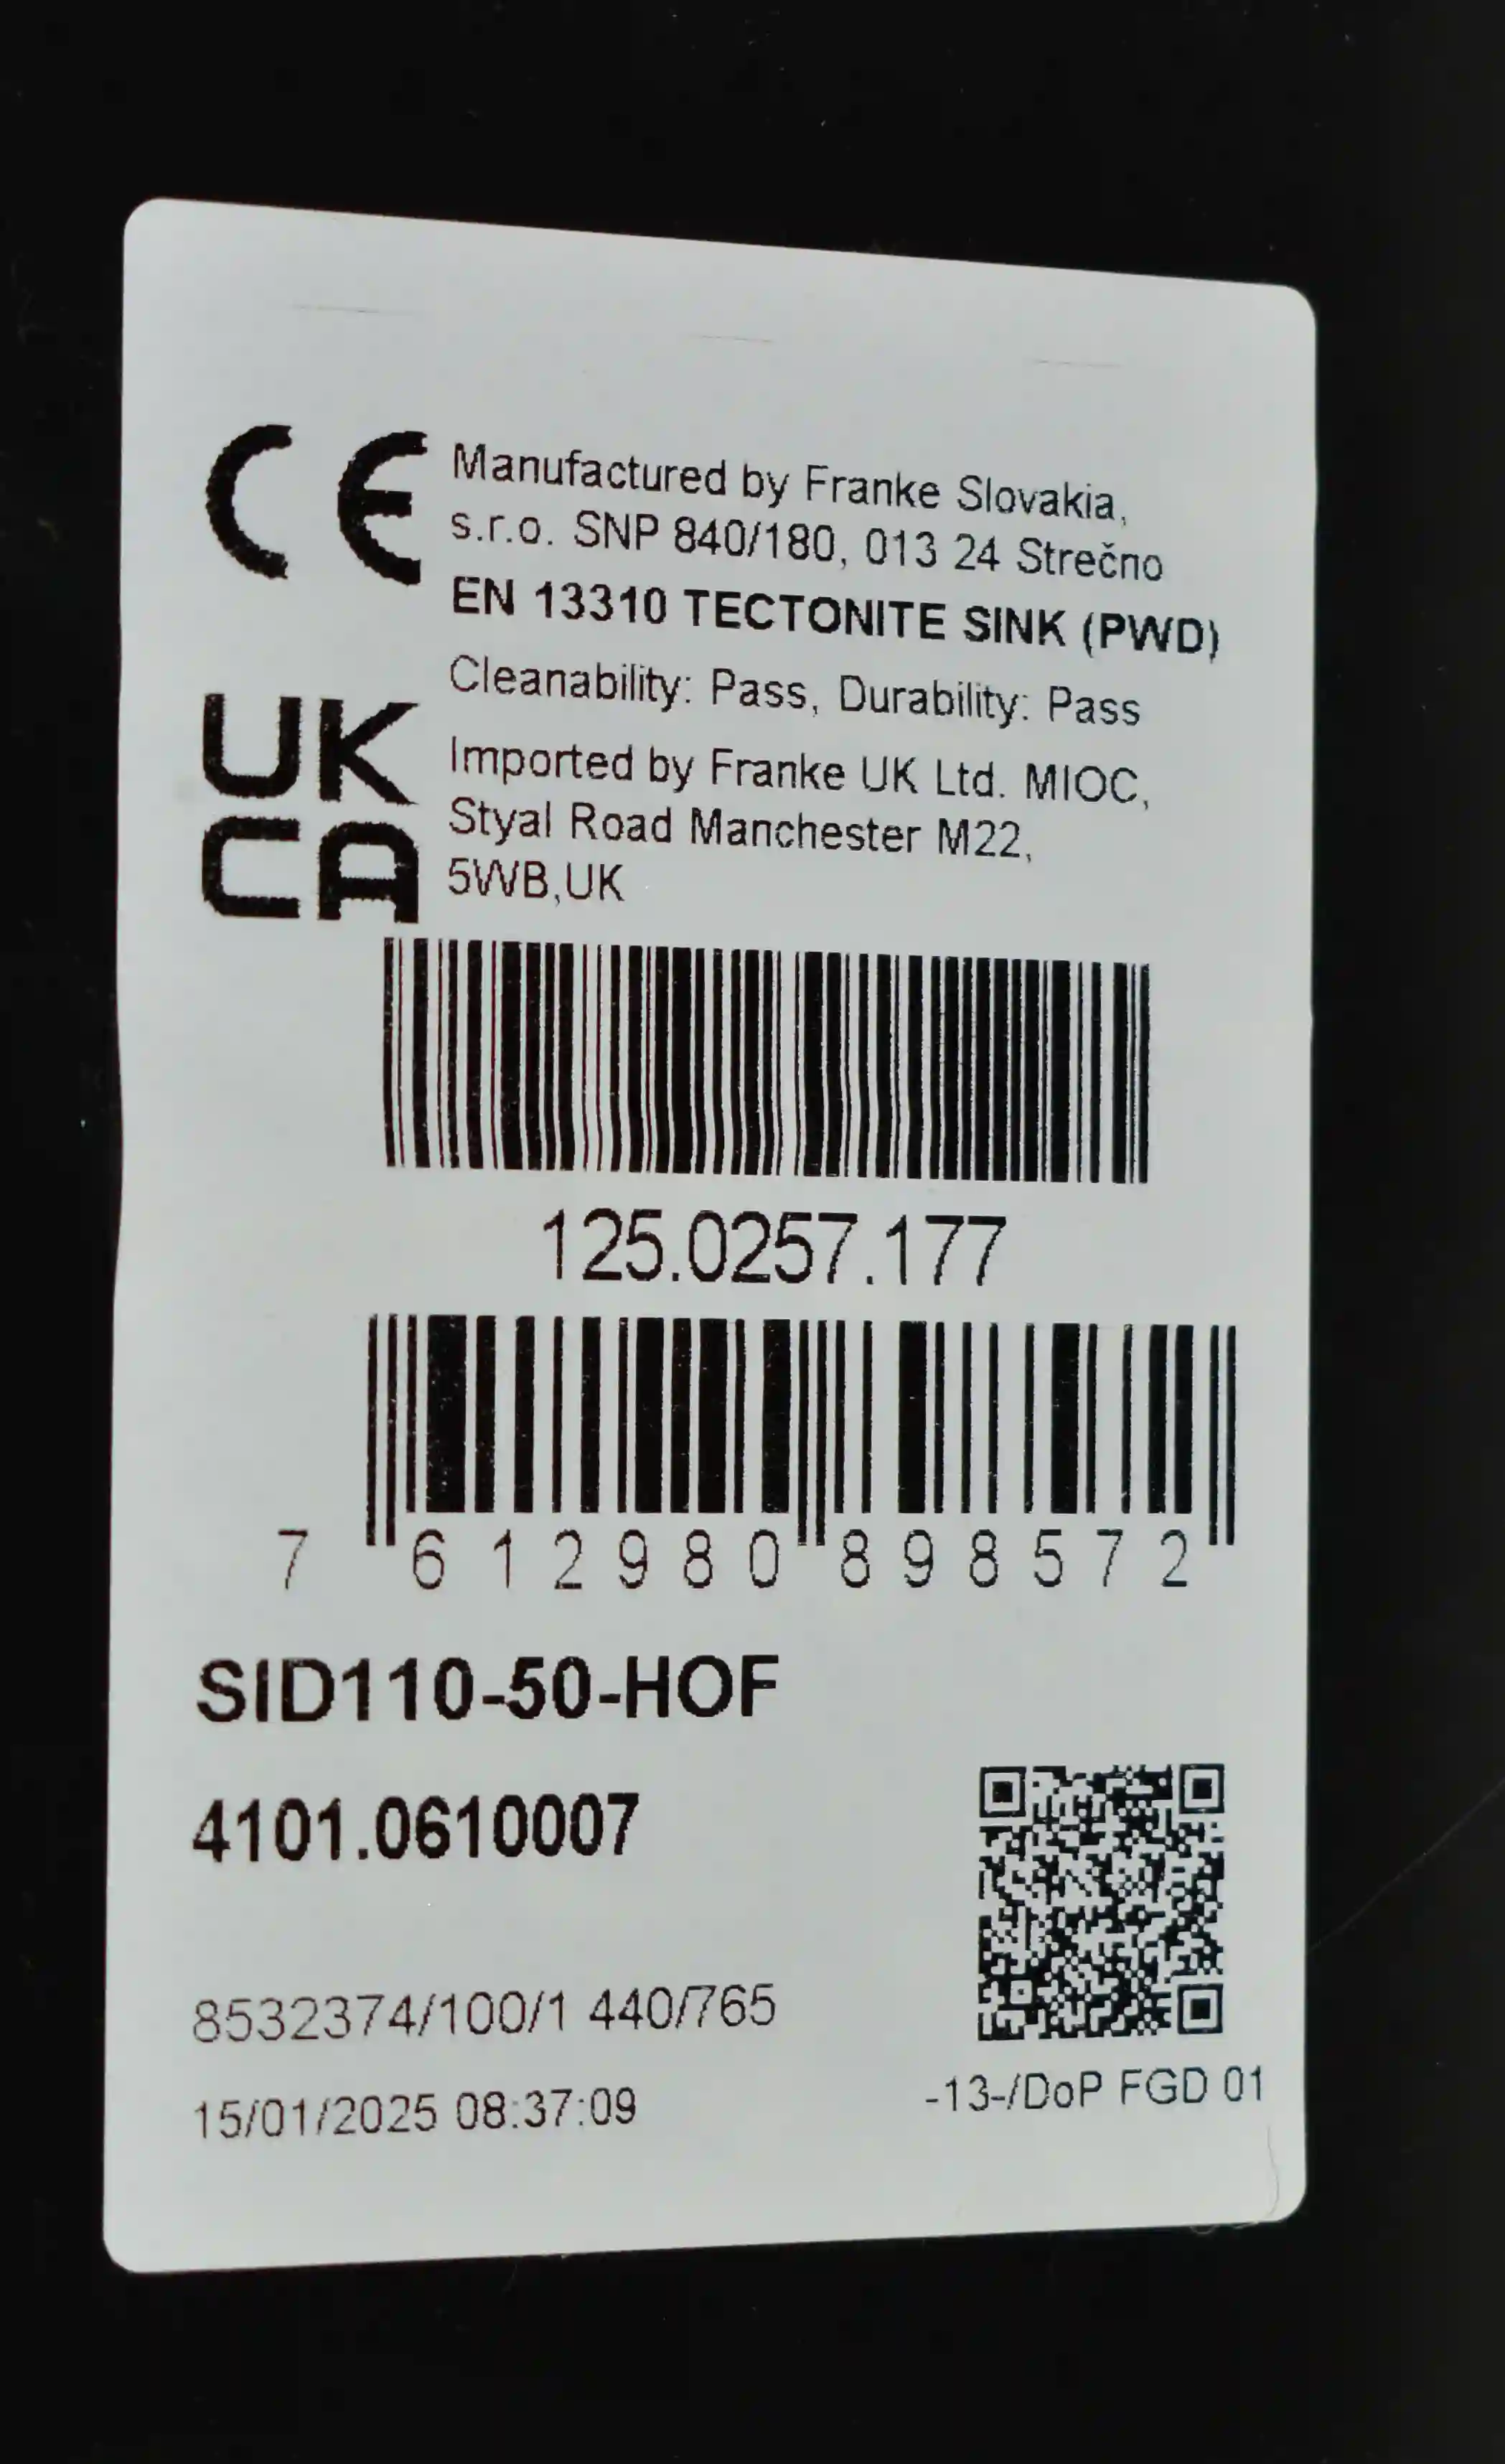 CE
Manufactured by Franke Slovakia,
s.r.o. SNP 840/180, 013 24 Strečno
EN 13310 TECTONITE SINK (PWD)
Cleanability: Pass, Durability: Pass
UK
CA
Imported by Franke UK Ltd. MIOC,
Styal Road Manchester M22,
5WB,UK
125.0257.177
7 612980 898572
SID110-50-HOF
4101.0610007
8532374/100/1 440/765
15/01/2025 08:37:09
-13-/DoP FGD 01